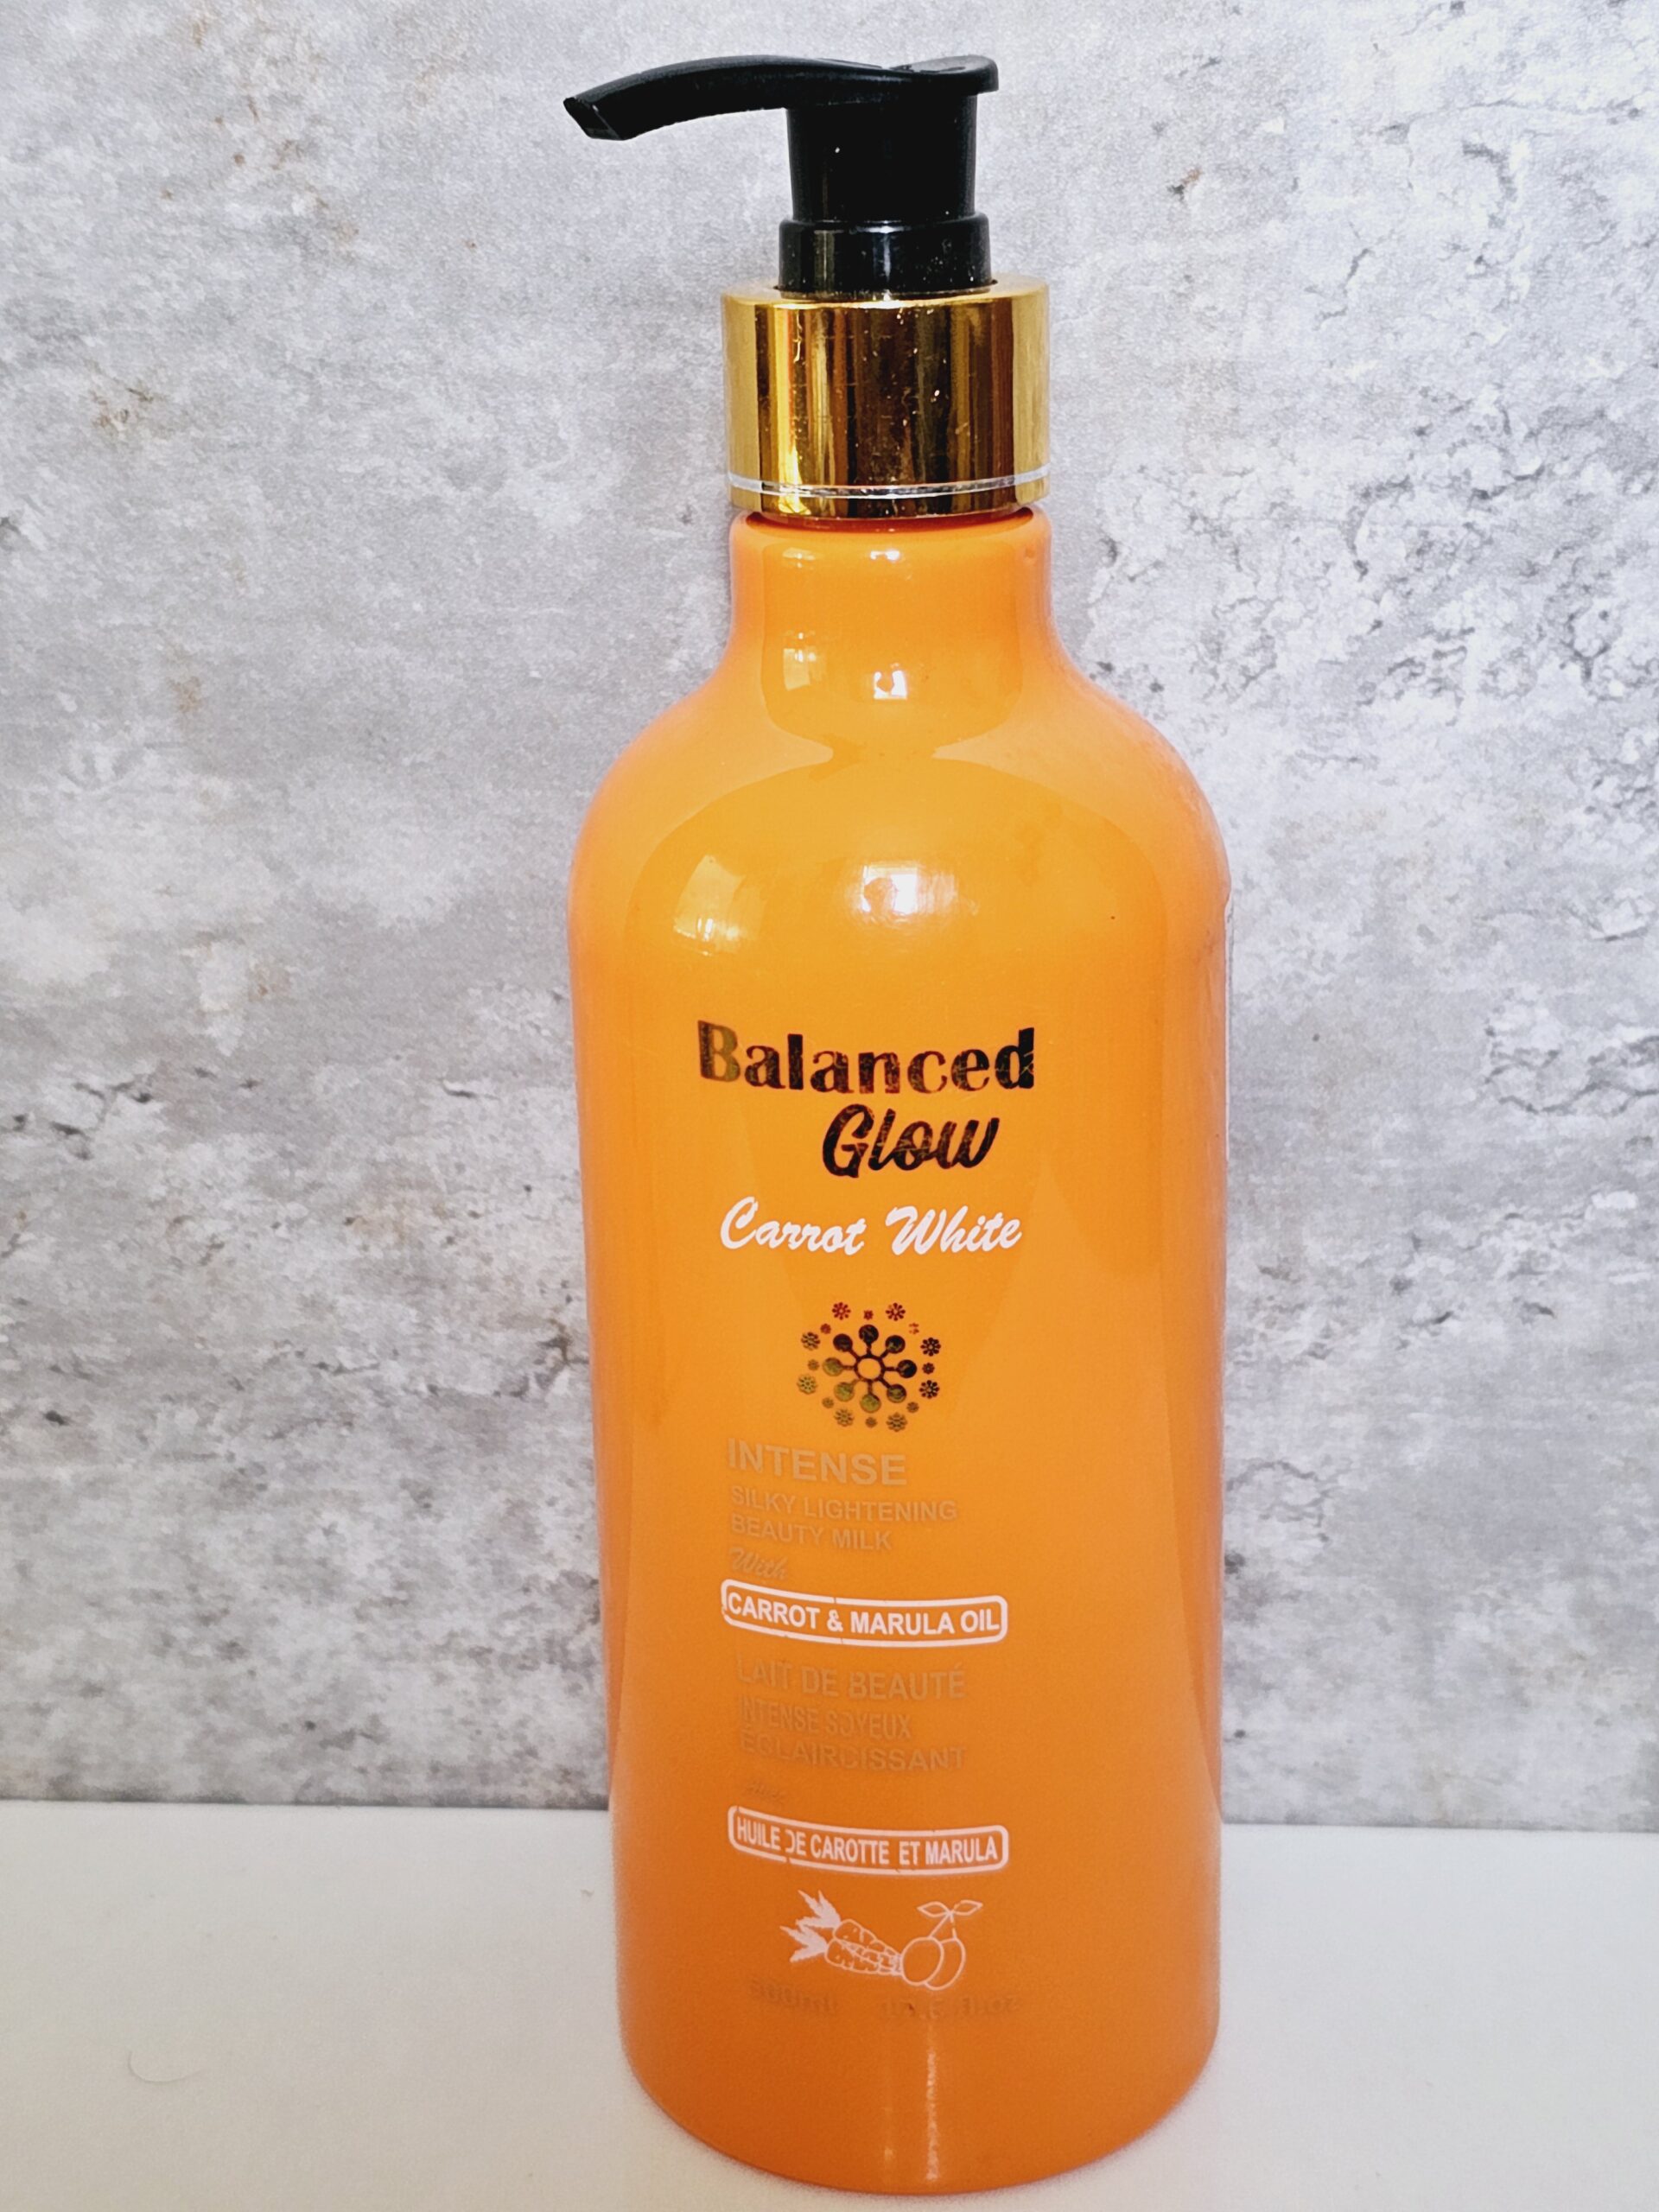 Balanced
Glow
Carrot White
INTENSE
SILKY LIGHTENING
BEAUTY MILK
With
CARROT & MARULA OIL
LAIT DE BEAUTÉ
INTENSE SOYEUX
ÉCLAIRCISSANT
HUILE DE CAROTTE ET MARULA